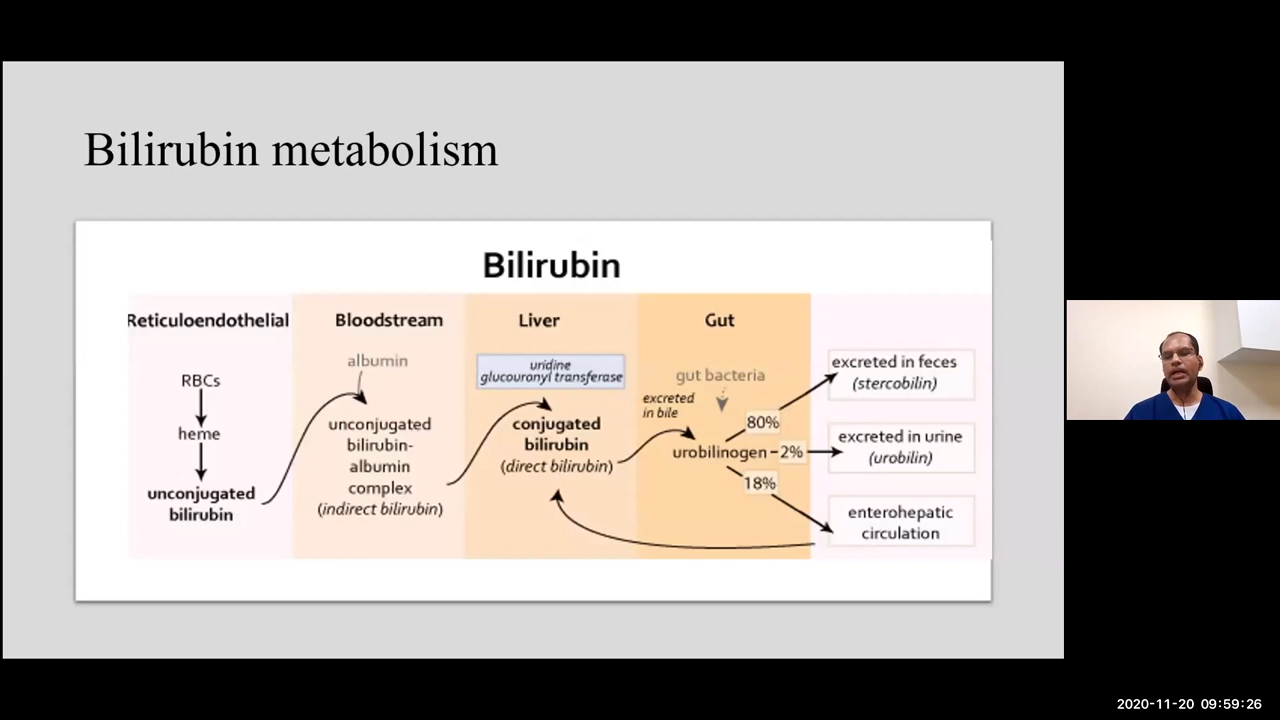 Bilirubin metabolism
Bilirubin
Reticuloendothelial
Bloodstream
Liver
Gut
RBCs
heme
unconjugated
bilirubin
albumin
unconjugated
bilirubin-
albumin
complex
(indirect bilirubin)
uridine
glucouranyl transferase
conjugated
bilirubin
(direct bilirubin)
gut bacteria
excreted
in bile
urobilinogen
80%
2%
18%
excreted in feces
(stercobilin)
excreted in urine
(urobilin)
enterohepatic
circulation
2020-11-20 09:59:26